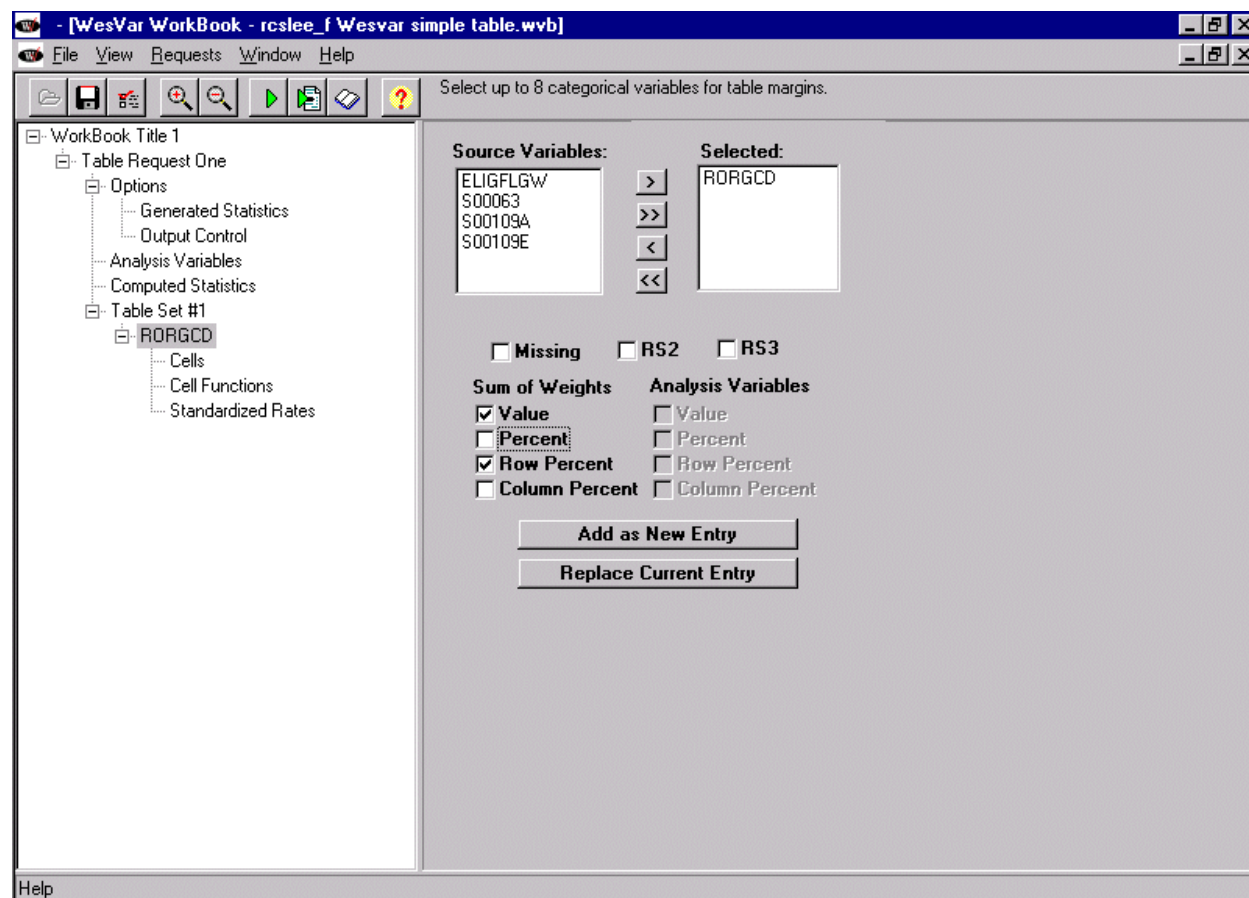 - [WesVar WorkBook - rcslee_f Wesvar simple table.wvb]
File View Requests Window Help
Select up to 8 categorical variables for table margins.
WorkBook Title 1
Table Request One
Options
Generated Statistics
Output Control
Analysis Variables
Computed Statistics
Table Set #1
RORGCD
Cells
Cell Functions
Standardized Rates
Source Variables: Selected:
ELIGFLGW
S00063
S00109A
S00109E
RORGCD
>
>>
<
<<
Missing RS2 RS3
Sum of Weights Analysis Variables
Value Value
Percent Percent
Row Percent Row Percent
Column Percent Column Percent
Add as New Entry
Replace Current Entry
Help